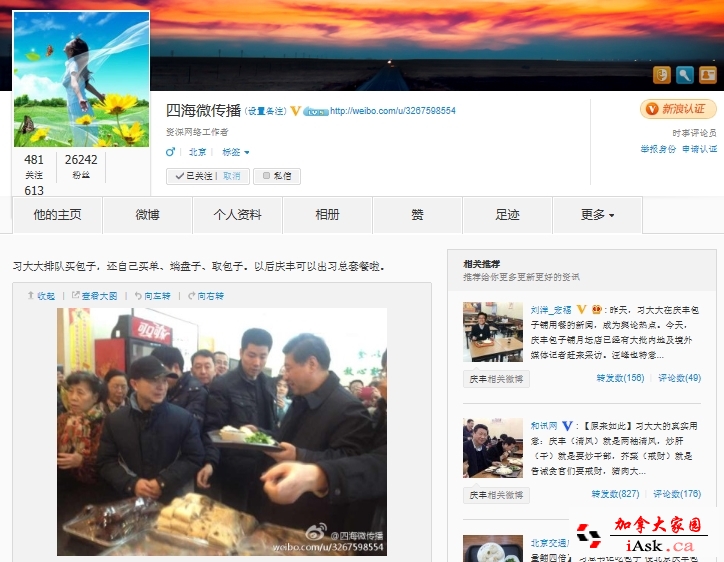 四海微传播 (设置备注) V http://weibo.com/u/3267598554
资深网络工作者
♂ | 北京 | 标签
已关注 | 取消 私信
新浪认证
时事评论员
举报身份 申请认证
481 26242
关注 粉丝
613
他的主页 微博 个人资料 相册 赞 足迹 更多
习大大排队买包子,还自己买单、端盘子、取包子。以后庆丰可以出习总套餐啦。
收起 | 查看大图 | 向左转 向右转
可口可乐
放心
@四海微传播
weibo.com/u/3267598554
相关推荐
推荐给你更多更新更好的资讯
刘洋_宏福 V :昨天,习大大在庆丰
包子铺用餐的新闻,成为舆论热点。今天,
庆丰包子铺月坛店已经有大批内地及境外
媒体记者赶来采访。汪峰也特意...
庆丰相关微博 转发数(156) | 评论数(49)
和讯网 V :【原来如此】习大大的真实用
意:庆丰(清风)就是两袖清风,炒肝
(干)就是要炒干部,芥菜(戒财)就是
告诫贪官们要戒财,猪肉大...
庆丰相关微博 转发数(827) | 评论数(176)
北京交通
加拿大家园
iAsk.ca